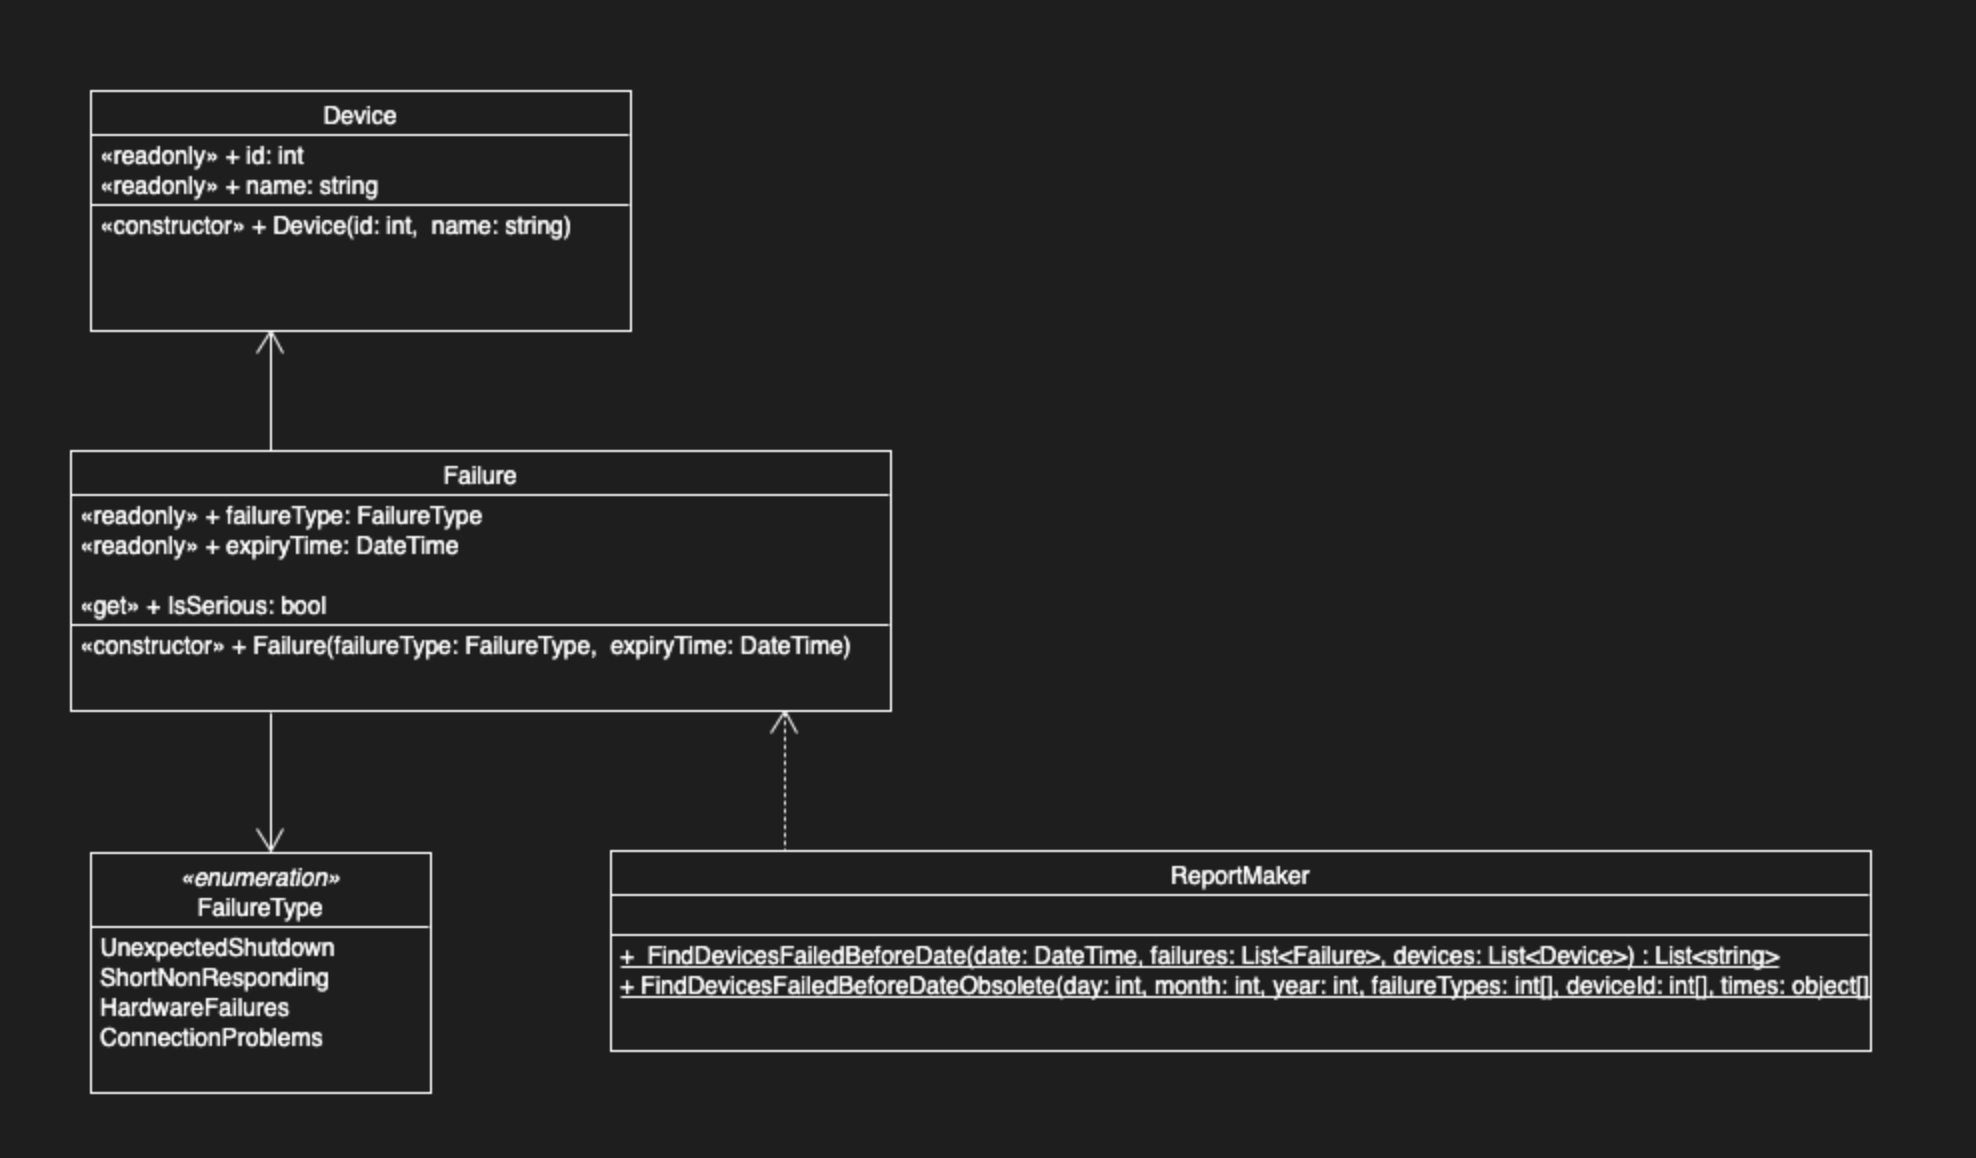 Device
«readonly» + id: int
«readonly» + name: string
«constructor» + Device(id: int, name: string)
Failure
«readonly» + failureType: FailureType
«readonly» + expiryTime: DateTime
«get» + IsSerious: bool
«constructor» + Failure(failureType: FailureType, expiryTime: DateTime)
«enumeration»
FailureType
UnexpectedShutdown
ShortNonResponding
HardwareFailures
ConnectionProblems
ReportMaker
+ FindDevicesFailedBeforeDate(date: DateTime, failures: List<Failure>, devices: List<Device>) : List<string>
+ FindDevicesFailedBeforeDateObsolete(day: int, month: int, year: int, failureTypes: int[], deviceId: int[], times: object[]